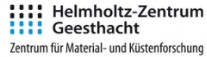 Helmholtz-Zentrum
Geesthacht
Zentrum für Material- und Küstenforschung